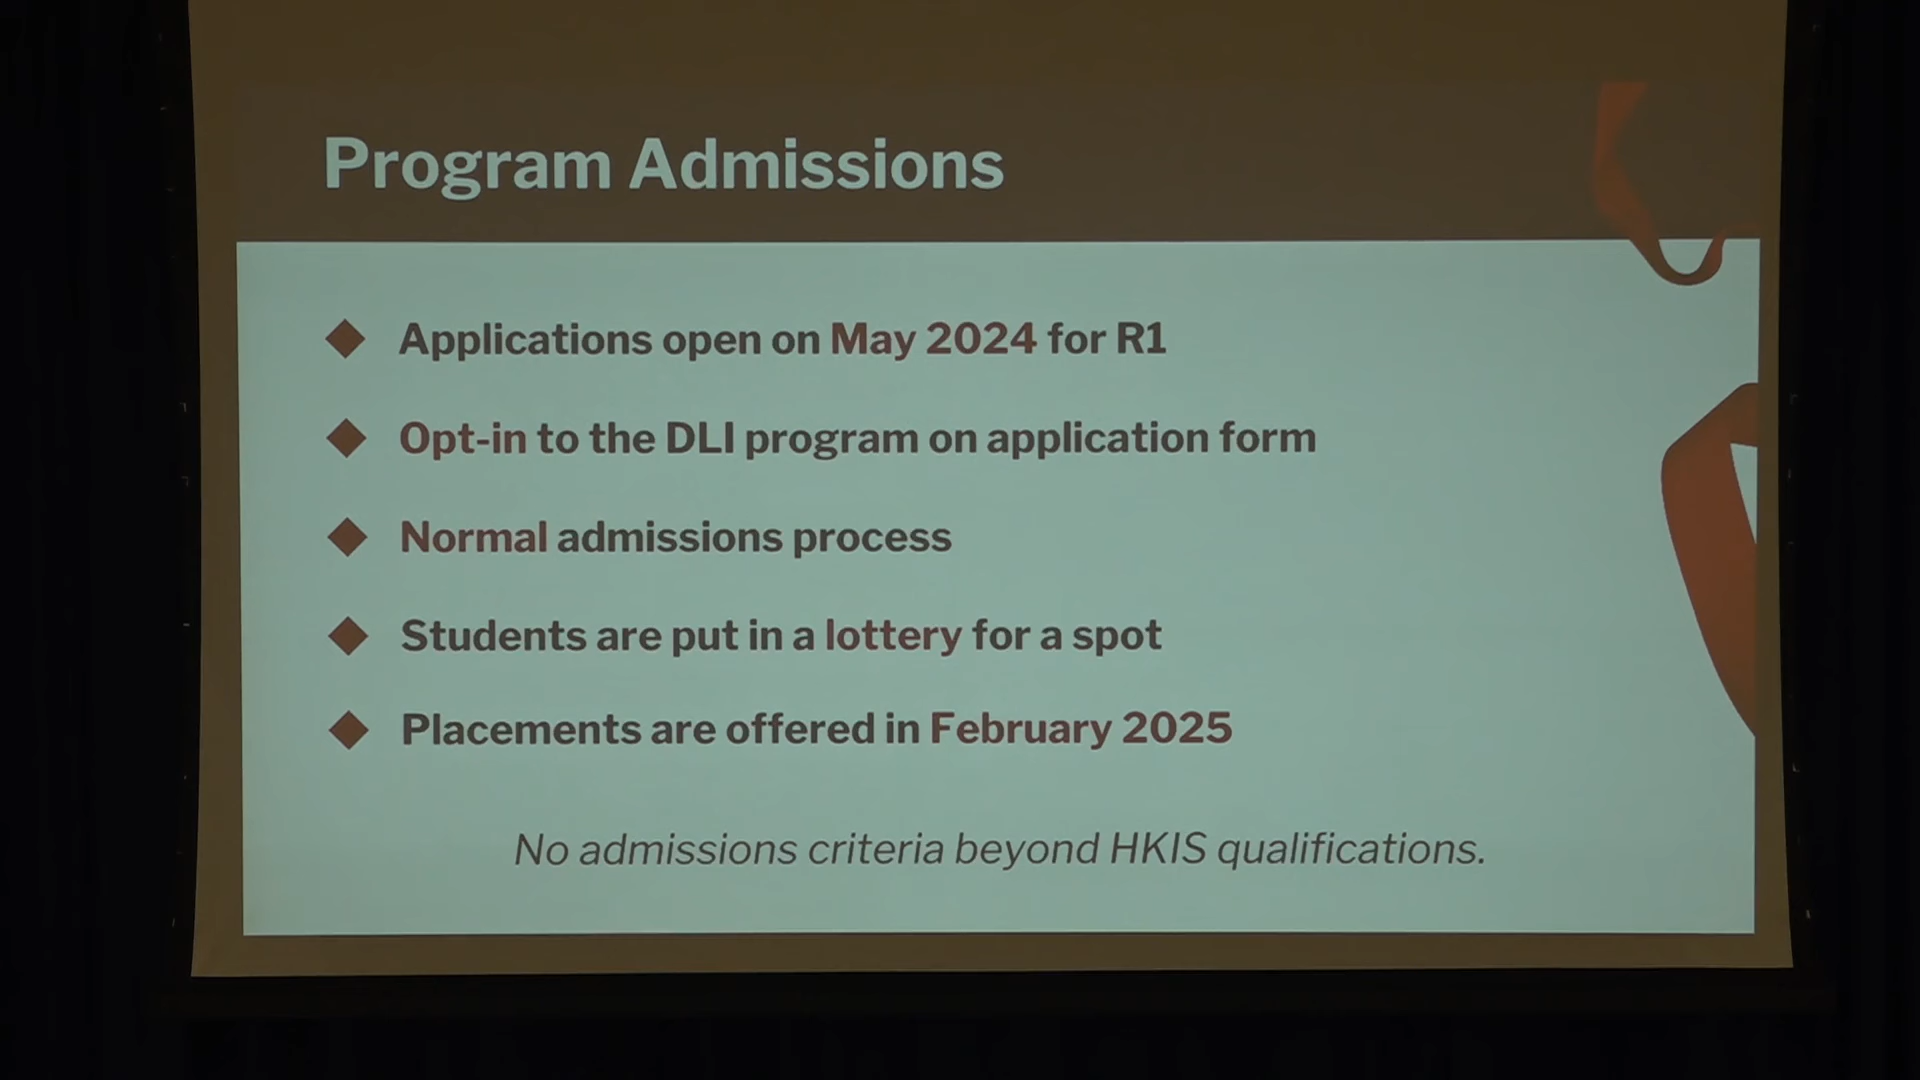 Program Admissions
Applications open on May 2024 for R1
Opt-in to the DLI program on application form
Normal admissions process
Students are put in a lottery for a spot
Placements are offered in February 2025
No admissions criteria beyond HKIS qualifications.